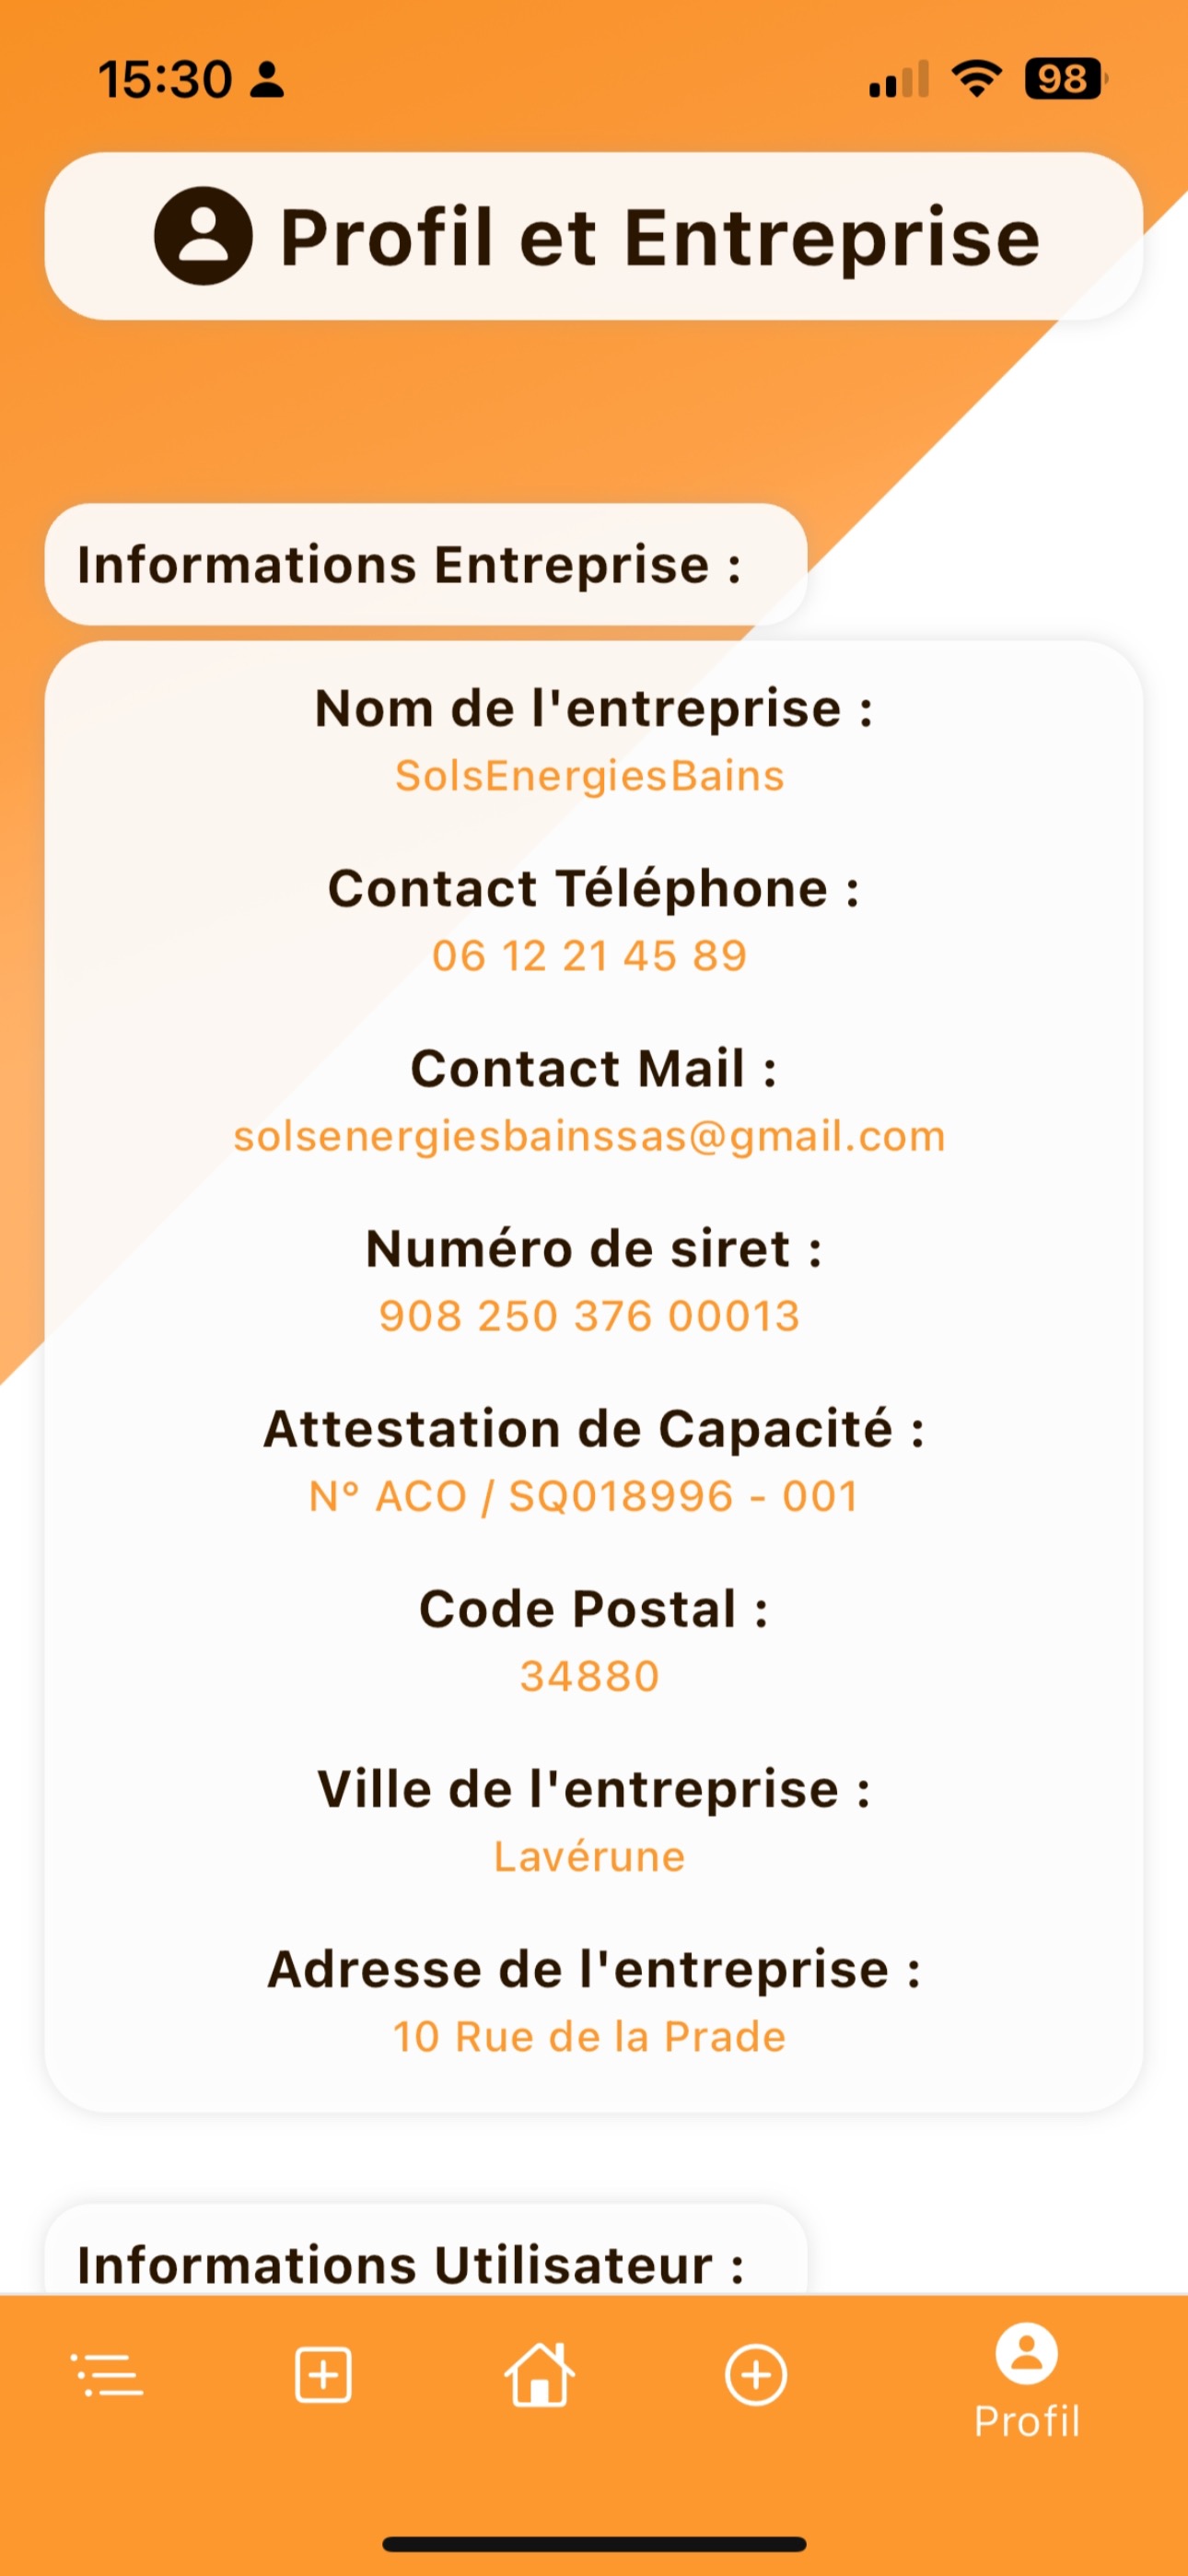 15:30
98
Profil et Entreprise
Informations Entreprise :
Nom de l'entreprise :
SolsEnergiesBains
Contact Téléphone :
06 12 21 45 89
Contact Mail :
solsenergiesbainssas@gmail.com
Numéro de siret :
908 250 376 00013
Attestation de Capacité :
N° ACO / SQ018996 - 001
Code Postal :
34880
Ville de l'entreprise :
Lavérune
Adresse de l'entreprise :
10 Rue de la Prade
Informations Utilisateur :
Profil